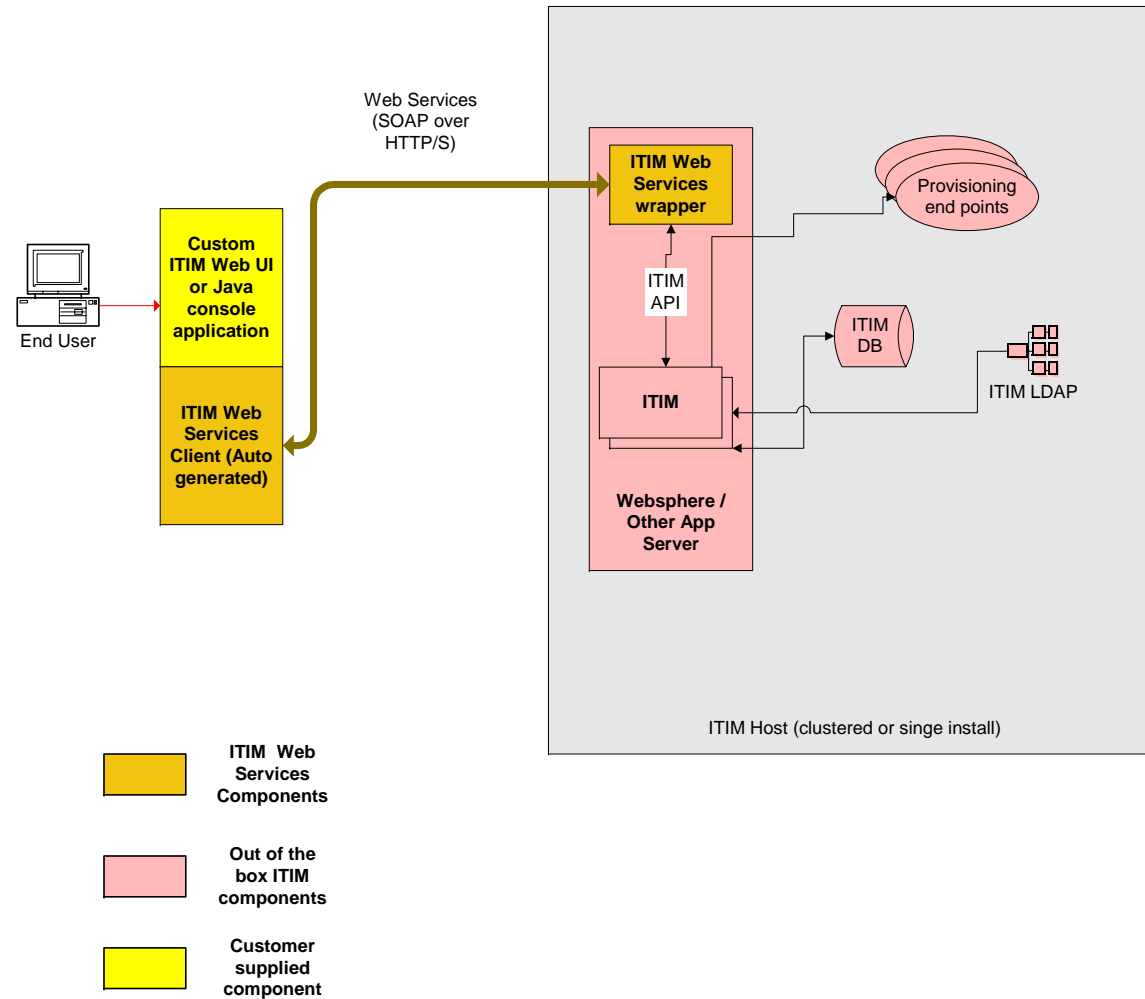 Web Services
(SOAP over
HTTP/S)
ITIM Web
Services
wrapper
Provisioning
end points
Custom
ITIM Web UI
or Java
console
application
ITIM
API
End User
ITIM
DB
ITIM LDAP
ITIM
ITIM Web
Services
Client (Auto
generated)
Websphere /
Other App
Server
ITIM Host (clustered or singe install)
ITIM Web
Services
Components
Out of the
box ITIM
components
Customer
supplied
component